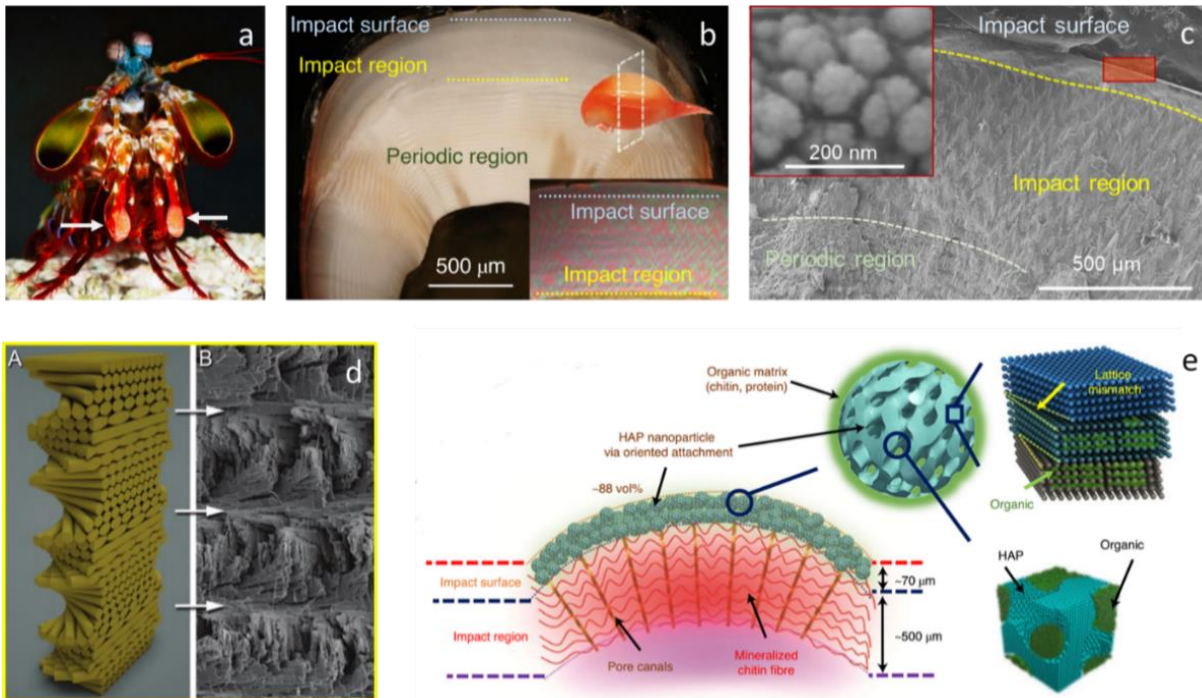 a
Impact surface
b
Impact region
Periodic region
500 µm
Impact surface
Impact region
c
Impact surface
200 nm
Impact region
Periodic region
500 µm
A
B
d
e
Organic matrix
(chitin, protein)
HAP nanoparticle
via oriented attachment
~88 vol%
Impact surface
Impact region
Pore canals
Mineralized
chitin fibre
~70 µm
~500 µm
Lattice
mismatch
Organic
HAP
Organic